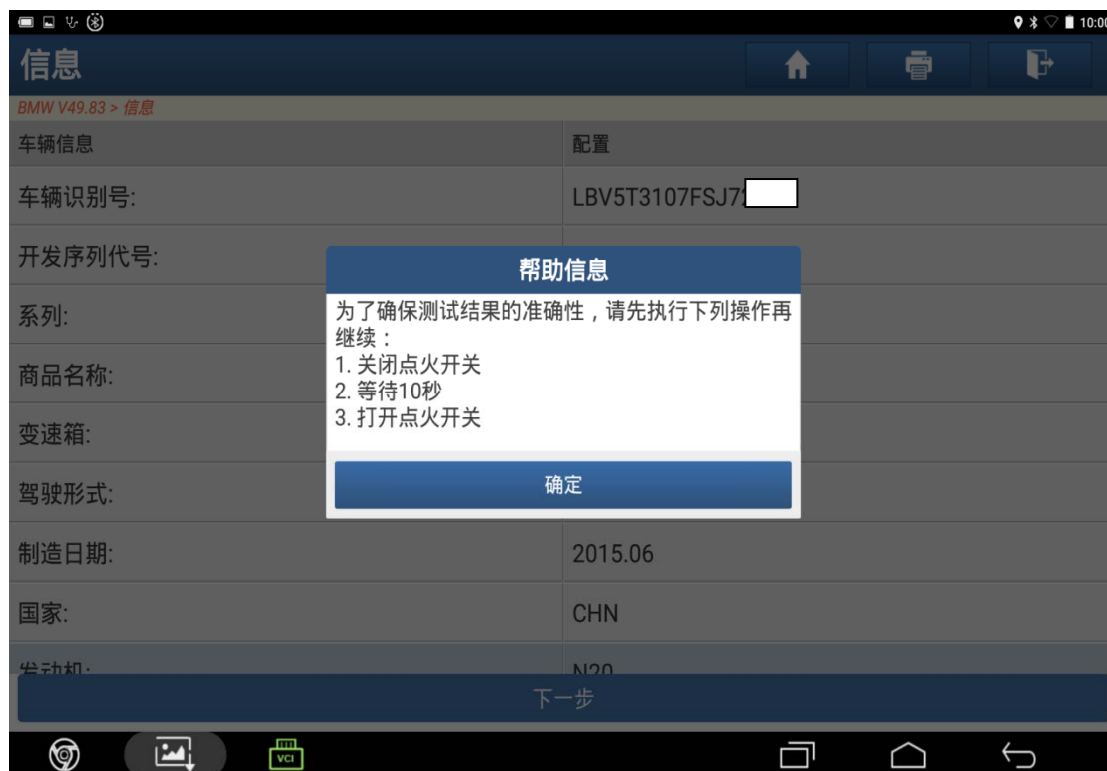 10:00
信息
BMW V49.83 > 信息
车辆信息 配置
车辆识别号: LBV5T3107FSJ7
开发序列代号:
系列:
商品名称:
变速箱:
驾驶形式:
帮助信息
为了确保测试结果的准确性，请先执行下列操作再
继续：
1. 关闭点火开关
2. 等待10秒
3. 打开点火开关
确定
制造日期: 2015.06
国家: CHN
发动机: N20
下一步
VCI